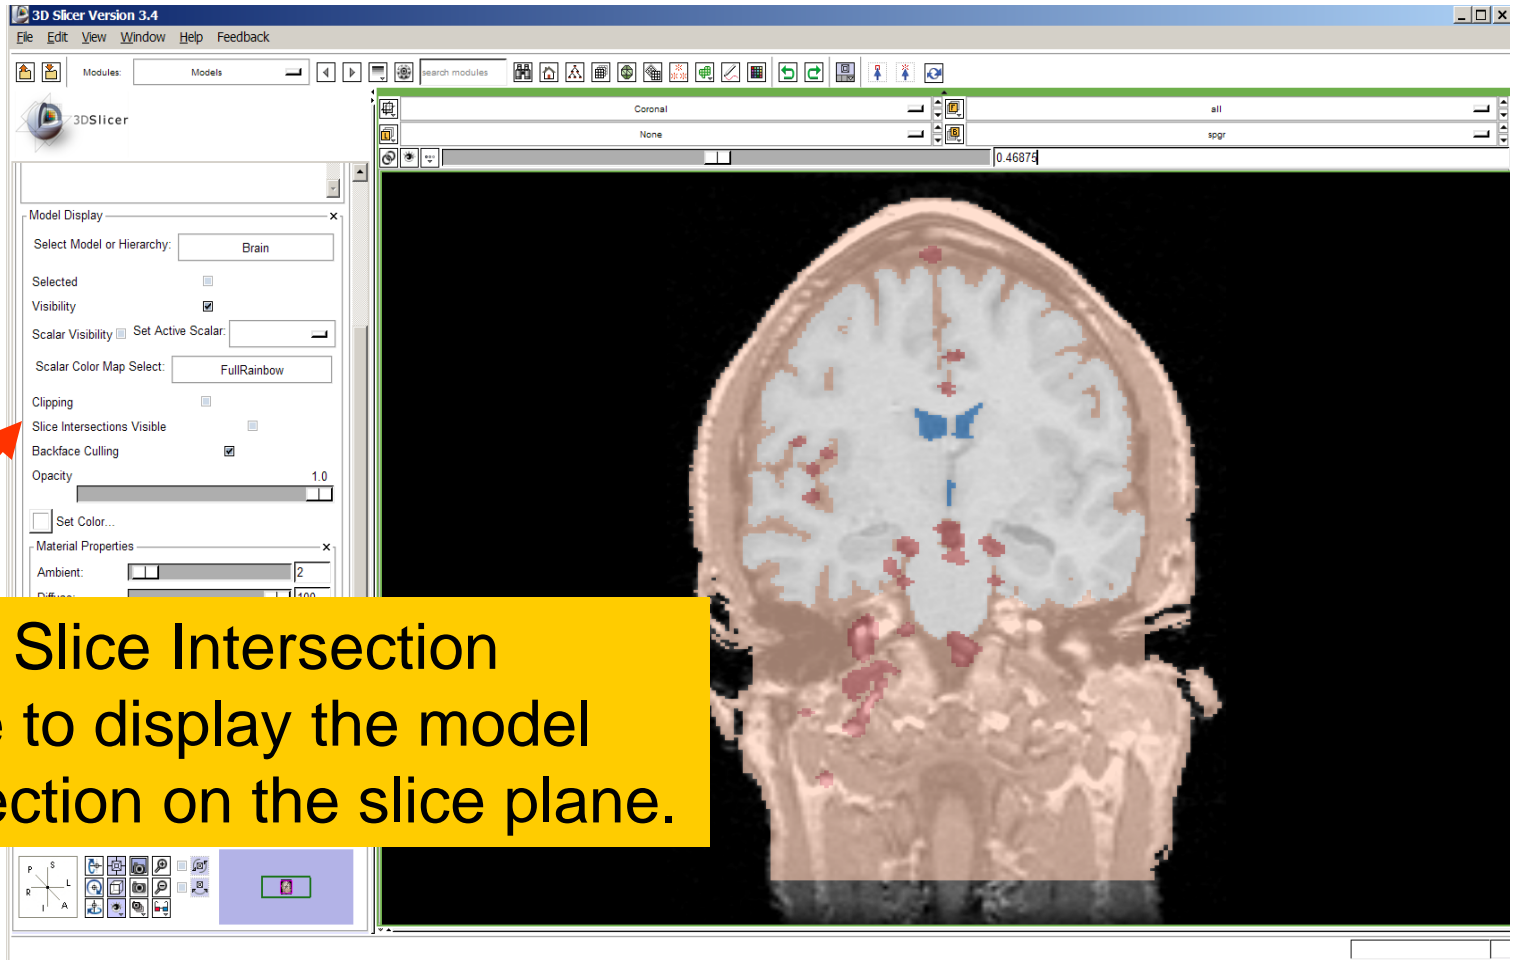 3D Slicer Version 3.4
File Edit View Window Help Feedback
Modules: Models search modules
3DSlicer
Coronal all
None spgr
0.46875
Model Display
Select Model or Hierarchy: Brain
Selected
Visibility
Scalar Visibility Set Active Scalar:
Scalar Color Map Select: FullRainbow
Clipping
Slice Intersections Visible
Backface Culling
Opacity 1.0
Set Color...
Material Properties
Ambient: 2
Slice Intersection
to display the model
on the slice plane.
P S
R L
I A